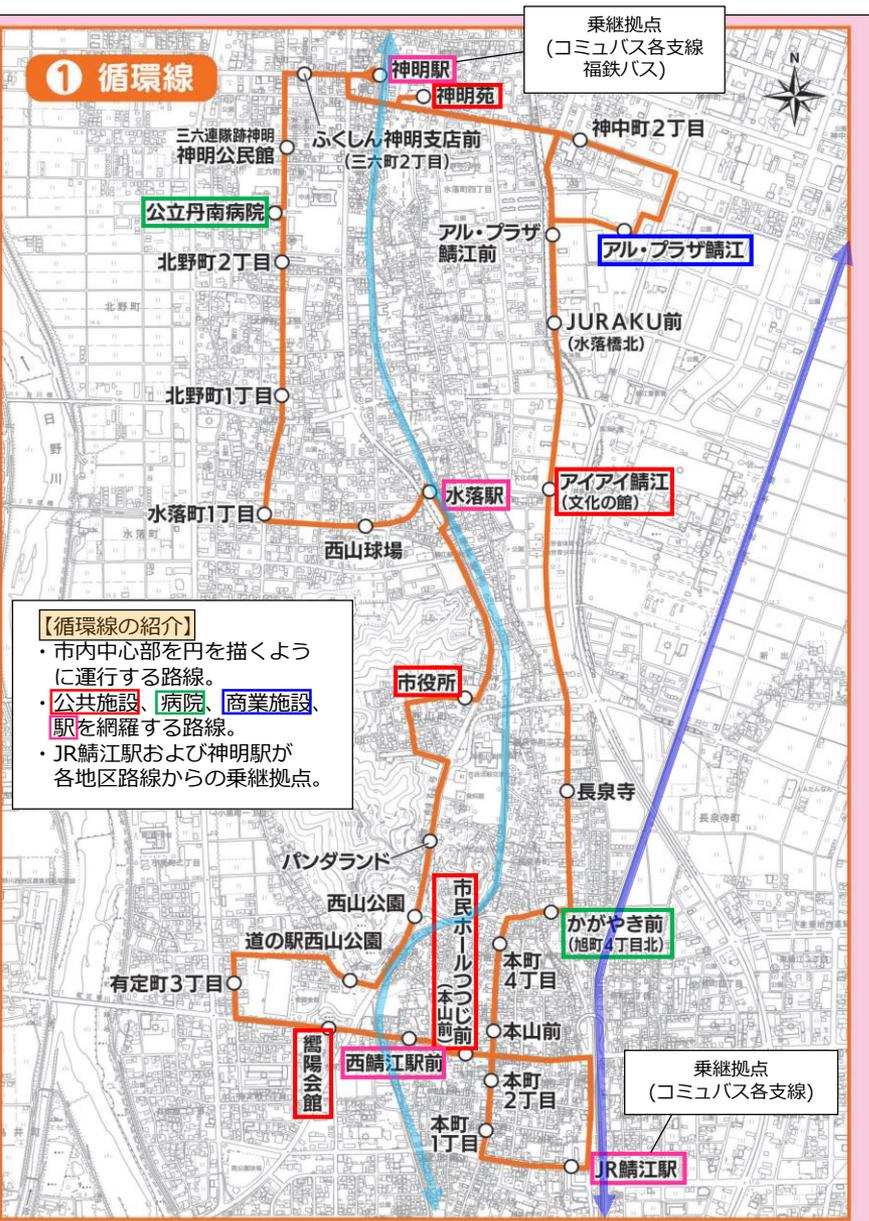 ① 循環線
乗継拠点
(コミュバス各支線
福鉄バス)
N
神明駅
神明苑
神中町2丁目
三六連隊跡神明
神明公民館
ふくしん神明支店前
(三六町2丁目)
公立丹南病院
北野町2丁目
北野町
アル・プラザ
鯖江前
アル・プラザ鯖江
JURAKU前
(水落橋北)
北野町1丁目
日野川
水落町1丁目
水落町
西山球場
水落駅
アイアイ鯖江
(文化の館)
【循環線の紹介】
・市内中心部を円を描くよう
に運行する路線。
・公共施設、病院、商業施設、
駅を網羅する路線。
・JR鯖江駅および神明駅が
各地区路線からの乗継拠点。
市役所
長泉寺
長泉寺町
パンダランド
西山公園
道の駅西山公園
有定町3丁目
市民ホールつつじ前
(本山前)
かがやき前
(旭町4丁目北)
本町
4丁目
本山前
嚮陽会館
西鯖江駅前
本町
2丁目
本町
1丁目
乗継拠点
(コミュバス各支線)
JR鯖江駅